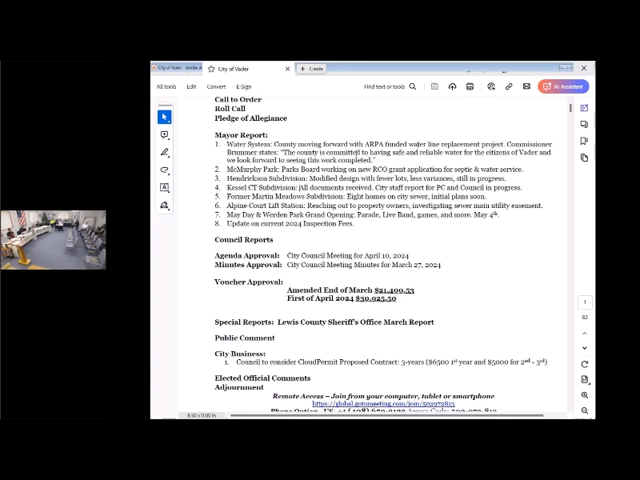 City of Vader
City of Vader
Create
All tools Edit Convert E-Sign
Find text or tools
AI Assistant
Call to Order
Roll Call
Pledge of Allegiance
Mayor Report:
1. Water System: County moving forward with ARPA funded water line replacement project. Commissioner
Brummer states: "The county is committed to having safe and reliable water for the citizens of Vader and
we look forward to seeing this work completed."
2. McMurphy Park: Parks Board working on new RCO grant application for septic & water service.
3. Hendrickson Subdivision: Modified design with fewer lots, less variances, still in progress.
4. Kessel CT Subdivision: All documents received. City staff report for PC and Council in progress.
5. Former Martin Meadows Subdivision: Eight homes on city sewer, initial plans soon.
6. Alpine Court Lift Station: Reaching out to property owners, investigating sewer main utility easement.
7. May Day & Werden Park Grand Opening: Parade, Live Band, games, and more. May 4th.
8. Update on current 2024 Inspection Fees.
Council Reports
Agenda Approval: City Council Meeting for April 10, 2024
Minutes Approval: City Council Meeting Minutes for March 27, 2024
Voucher Approval:
Amended End of March $21,400.53
First of April 2024 $30,925.50
Special Reports: Lewis County Sheriff's Office March Report
Public Comment
City Business:
1. Council to consider CloudPermit Proposed Contract: 3-years ($6500 1st year and $5000 for 2nd - 3rd)
Elected Official Comments
Adjournment
Remote Access – Join from your computer, tablet or smartphone
1
82
8.50 x 11.00 in